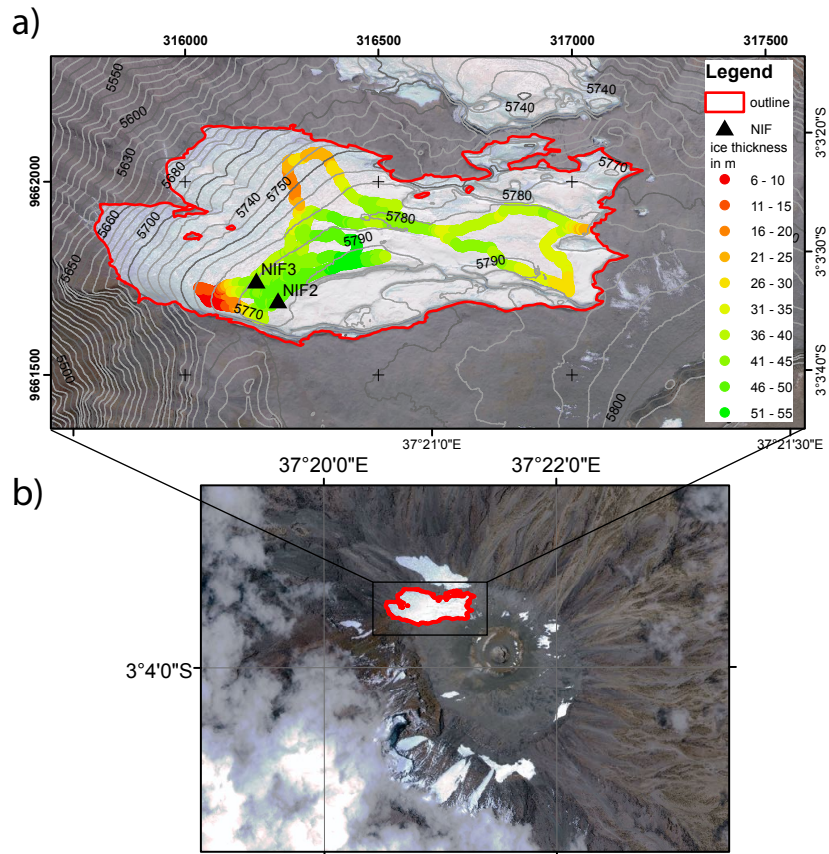 a)
316000
316500
317000
317500
5550
5600
5630
5680
5660
5700
5740
5750
5650
5500
5740
5740
5770
5780
5780
5790
5790
5770
5800
NIF3
NIF2
9662000
9661500
Legend
outline
NIF
ice thickness
in m
6 - 10
11 - 15
16 - 20
21 - 25
26 - 30
31 - 35
36 - 40
41 - 45
46 - 50
51 - 55
3°3'20"S
3°3'30"S
3°3'40"S
37°21'0"E
37°21'30"E
b)
37°20'0"E
37°22'0"E
3°4'0"S